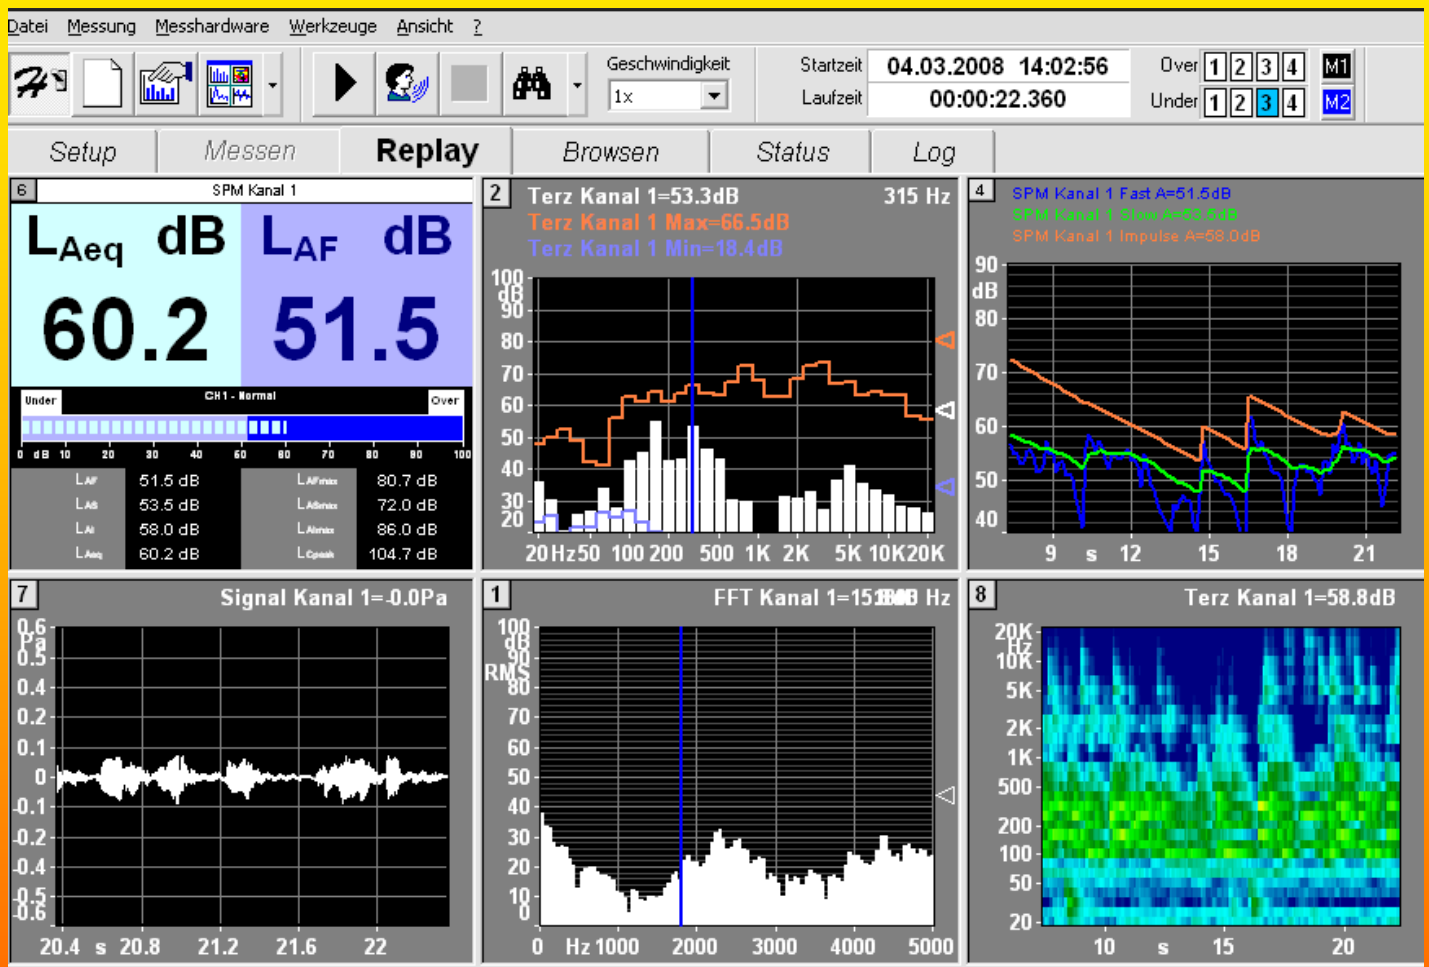 Datei Messung Messhardware Werkzeuge Ansicht ?
Geschwindigkeit
1x
Startzeit 04.03.2008 14:02:56
Laufzeit 00:00:22.360
Over 1 2 3 4 M1
Under 1 2 3 4 M2
Setup Messen Replay Browsen Status Log
6 SPM Kanal 1
LAeq dB LAF dB
60.2 51.5
Under CH1 - Normal Over
0 dB 10 20 30 40 50 60 70 80 90 100
LAF 51.5 dB LAFmax 80.7 dB
LAS 53.5 dB LASmax 72.0 dB
LAI 58.0 dB LAImax 86.0 dB
LAeq 60.2 dB LCpeak 104.7 dB
2 Terz Kanal 1=53.3dB 315 Hz
Terz Kanal 1 Max=66.5dB
Terz Kanal 1 Min=18.4dB
100
dB
90
80
70
60
50
40
30
20
20 Hz 50 100 200 500 1K 2K 5K 10K 20K
4 SPM Kanal 1 Fast A=51.5dB
SPM Kanal 1 Slow A=53.5dB
SPM Kanal 1 Impulse A=58.0dB
90
dB
80
70
60
50
40
9 s 12 15 18 21
7 Signal Kanal 1=-0.0Pa
0.6
Pa
0.5
0.4
0.2
0.1
0
-0.1
-0.2
-0.4
-0.5
-0.6
20.4 s 20.8 21.2 21.6 22
1 FFT Kanal 1=15 Hz
100
dB
90
RMS
80
70
60
50
40
30
20
10
0
0 Hz 1000 2000 3000 4000 5000
8 Terz Kanal 1=58.8dB
20K
Hz
10K
5K
2K
1K
500
200
100
50
20
10 s 15 20